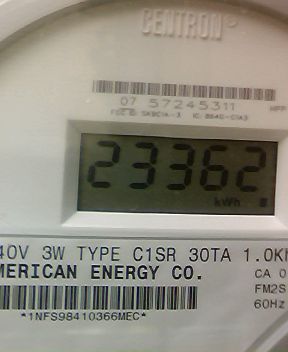 CENTRON®
07 57245311
23362
kWh
40V 3W TYPE C1SR 30TA 1.0Kh
MERICAN ENERGY CO.
CA 0
FM2S
60Hz
*1NFS98410366MEC*